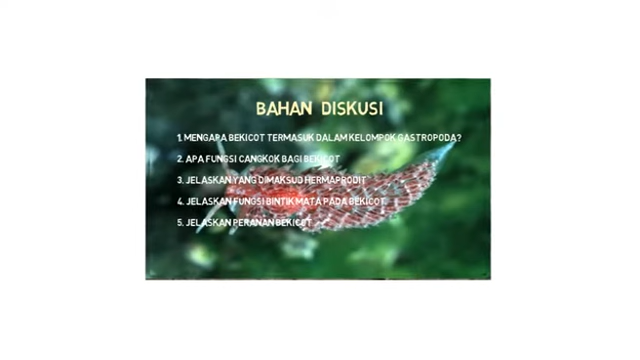 BAHAN DISKUSI
1. MENGAPA BEKICOT TERMASUK DALAM KELOMPOK GASTROPODA?
2. APA FUNGSI CANGKOK BAGI BEKICOT
3. JELASKAN YANG DIMAKSUD HERMAPRODIT
4. JELASKAN FUNGSI BINTIK MATA PADA BEKICOT
5. JELASKAN PERANAN BEKICOT